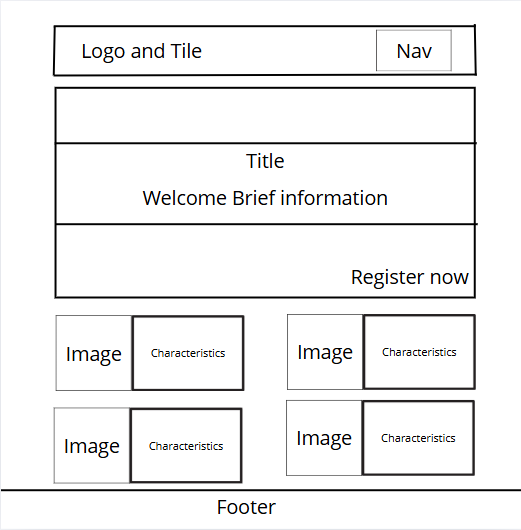 Logo and Tile
Nav
Title
Welcome Brief information
Register now
Image
Characteristics
Image
Characteristics
Image
Characteristics
Image
Characteristics
Footer